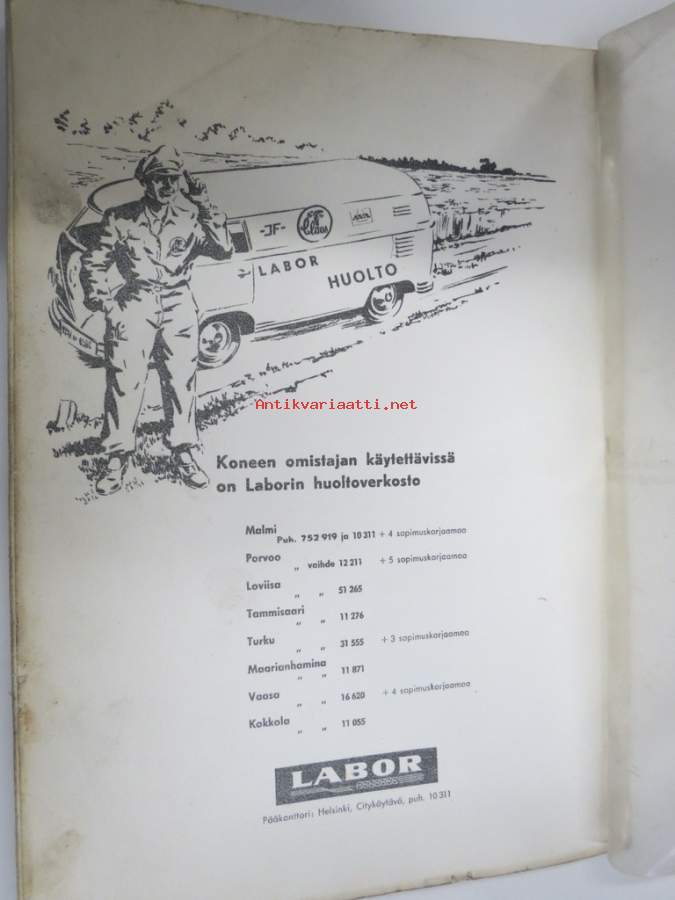 -JF-
Claas
LABOR
HUOLTO
Antikvariaatti.net
Koneen omistajan käytettävissä
on Laborin huoltoverkosto
Malmi
Puh. 752 919 ja 10 311 + 4 sopimuskorjaamoa
Porvoo
„ vaihde 12 211 + 5 sopimuskorjaamoa
Loviisa
„ „ 51 265
Tammisaari
„ „ 11 276
Turku
„ „ 31 555 + 3 sopimuskorjaamoa
Maarianhamina
„ „ 11 871
Vaasa
„ „ 16 620 + 4 sopimuskorjaamoa
Kokkola
„ „ 11 055
LABOR
Pääkonttori: Helsinki, Citykäytävä, puh. 10 311